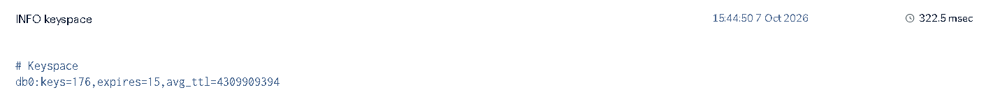 INFO keyspace 15:44:50 7 Oct 2026 322.5 msec
# Keyspace
db0:keys=176,expires=15,avg_ttl=4309909394